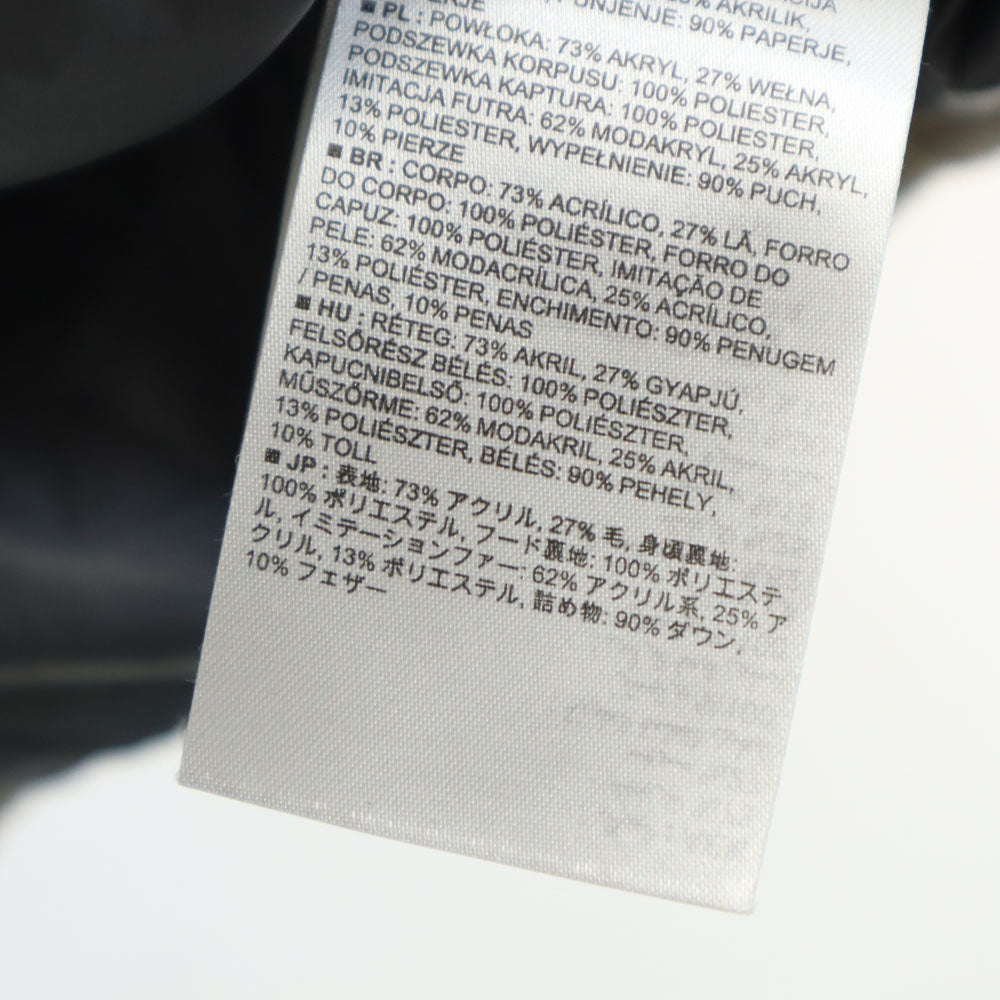 AKRILIK,
PUNJENJE: 90% PAPERJE,
PERJE
■ PL : POWŁOKA: 73% AKRYL, 27% WEŁNA,
PODSZEWKA KORPUSU: 100% POLIESTER,
PODSZEWKA KAPTURA: 100% POLIESTER,
IMITACJA FUTRA: 62% MODAKRYL, 25% AKRYL,
13% POLIESTER, WYPEŁNIENIE: 90% PUCH,
10% PIERZE
■ BR : CORPO: 73% ACRÍLICO, 27% LÃ, FORRO
DO CORPO: 100% POLIÉSTER, FORRO DO
CAPUZ: 100% POLIÉSTER, IMITAÇÃO DE
PELE: 62% MODACRÍLICA, 25% ACRÍLICO,
13% POLIÉSTER, ENCHIMENTO: 90% PENUGEM
/ PENAS, 10% PENAS
■ HU : RÉTEG: 73% AKRIL, 27% GYAPJÚ,
FELSŐRÉSZ BÉLÉS: 100% POLIÉSZTER,
KAPUCNIBELSŐ: 100% POLIÉSZTER,
MŰSZŐRME: 62% MODAKRIL, 25% AKRIL,
13% POLIÉSZTER, BÉLÉS: 90% PEHELY,
10% TOLL
■ JP : 表地: 73% アクリル, 27% 毛, 身頃裏地:
100% ポリエステル, フード裏地: 100% ポリエステ
ル, イミテーションファー: 62% アクリル系, 25% ア
クリル, 13% ポリエステル, 詰め物: 90% ダウン,
10% フェザー